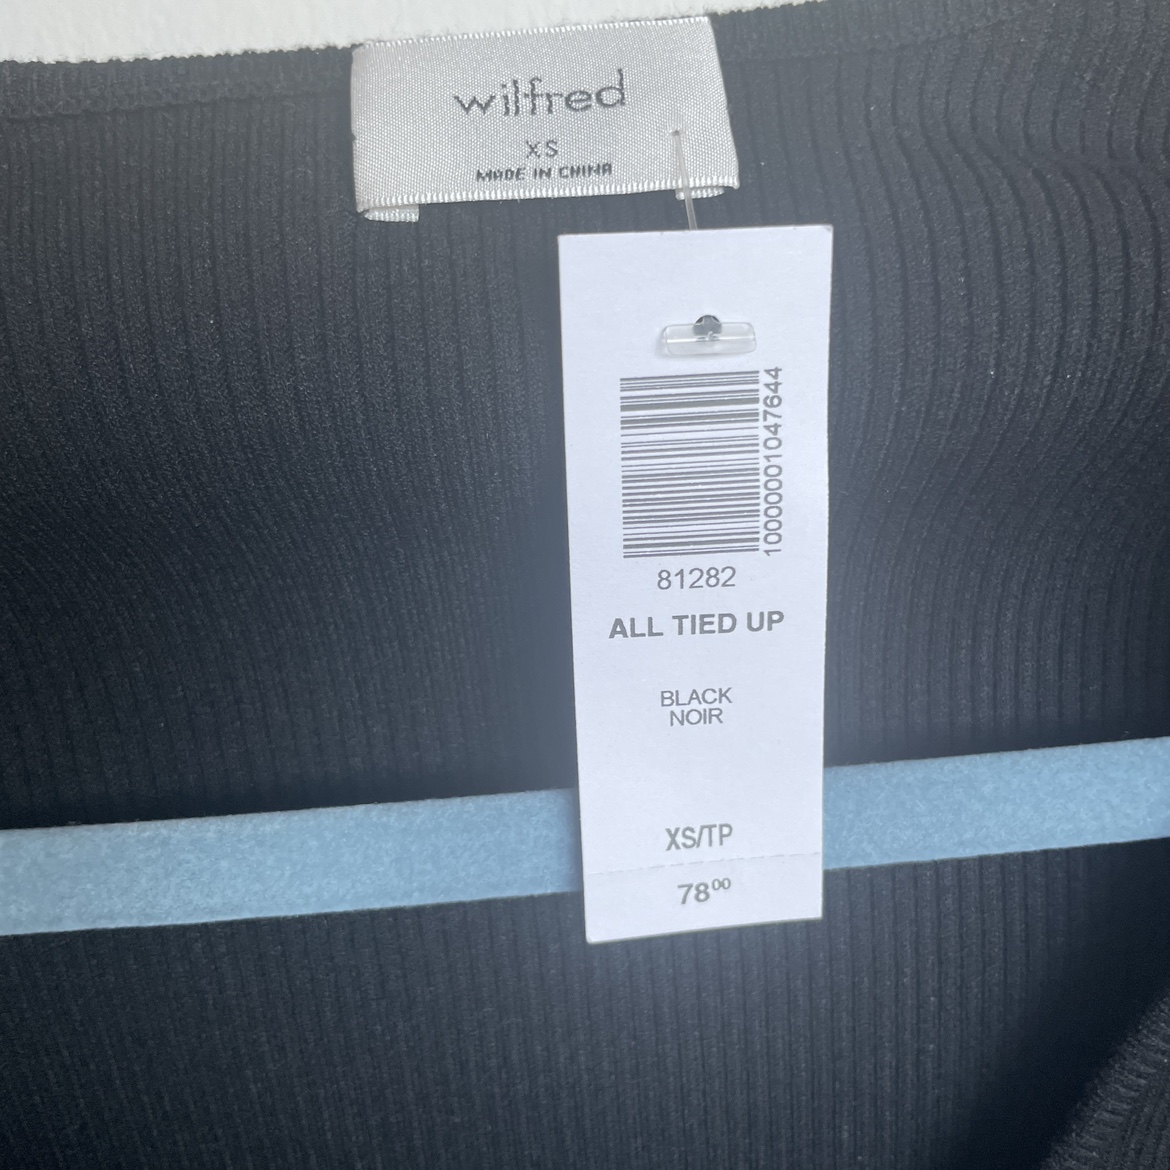 wilfred
XS
MADE IN CHINA
10000001047644
81282
ALL TIED UP
BLACK
NOIR
XS/TP
78⁰⁰